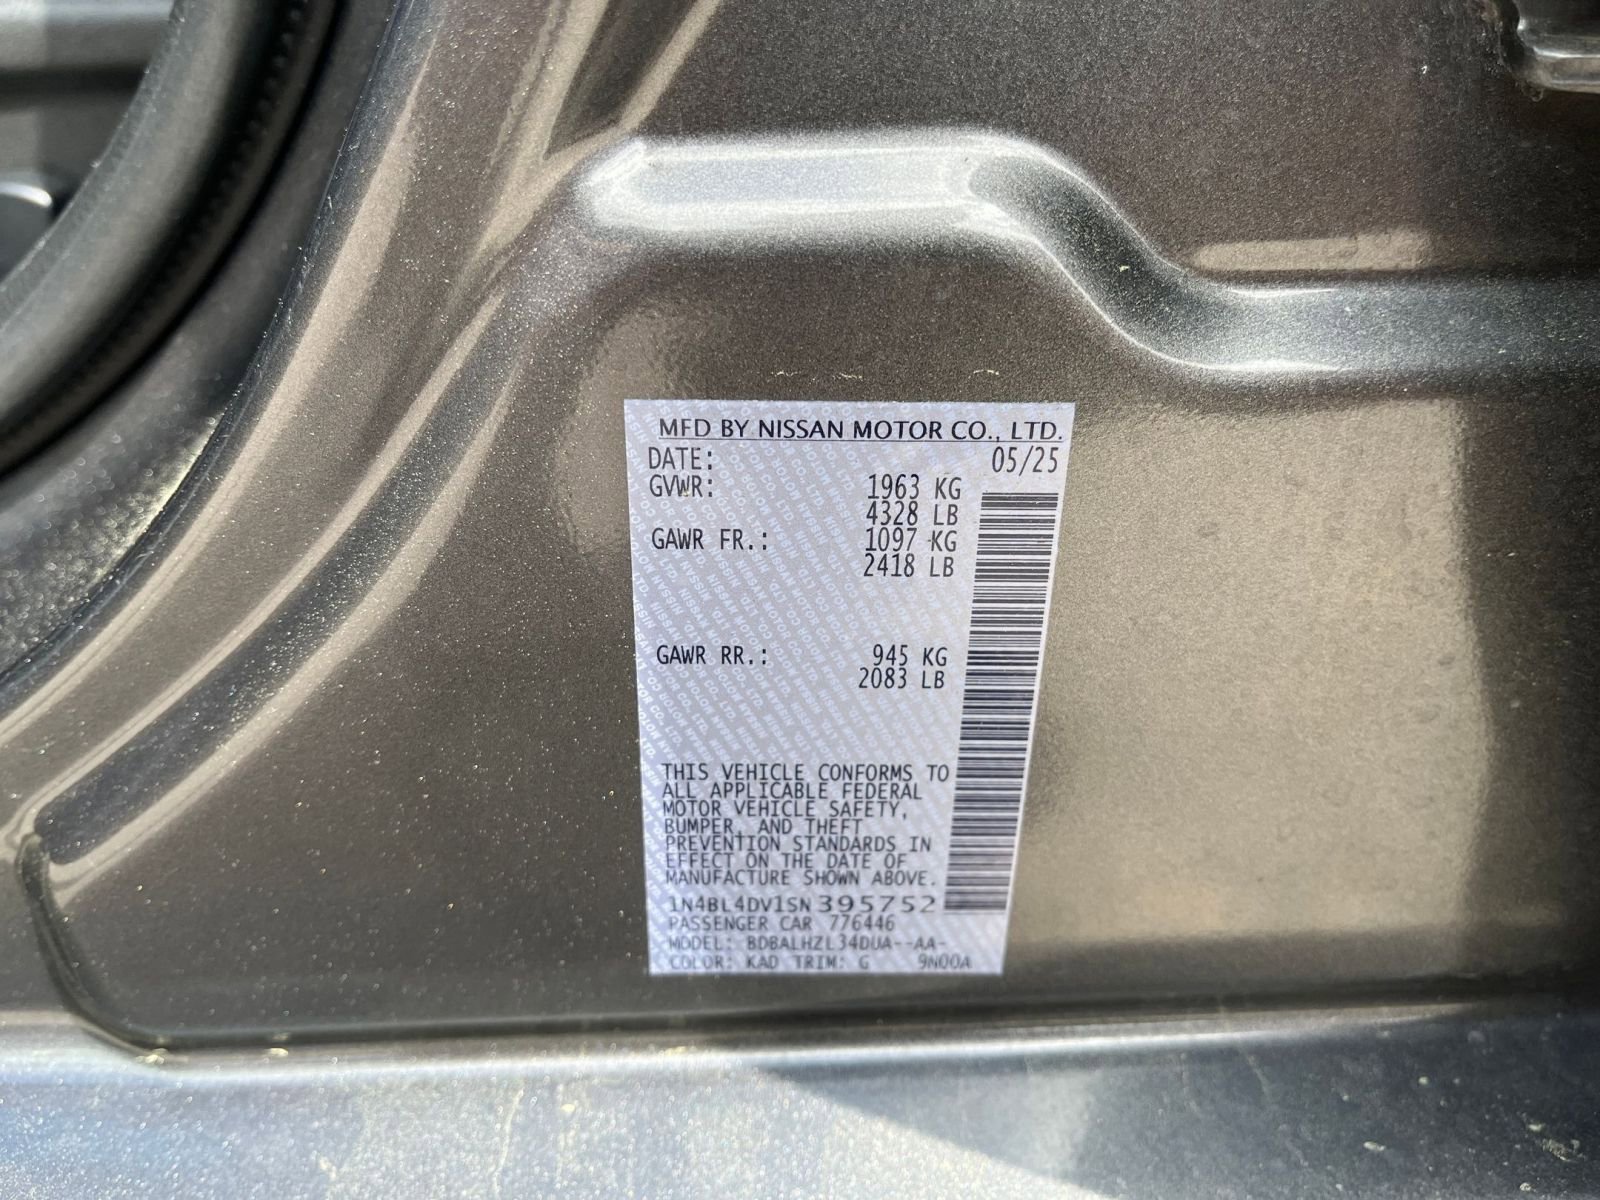 MFD BY NISSAN MOTOR CO., LTD.
DATE: 05/25
GVWR: 1963 KG
4328 LB
GAWR FR.: 1097 KG
2418 LB
GAWR RR.: 945 KG
2083 LB
THIS VEHICLE CONFORMS TO
ALL APPLICABLE FEDERAL
MOTOR VEHICLE SAFETY,
BUMPER, AND THEFT
PREVENTION STANDARDS IN
EFFECT ON THE DATE OF
MANUFACTURE SHOWN ABOVE.
1N4BL4DV1SN395752
PASSENGER CAR 776446
MODEL: BDBALHZL34DUA--AA-
COLOR: KAD TRIM: G 9N00A